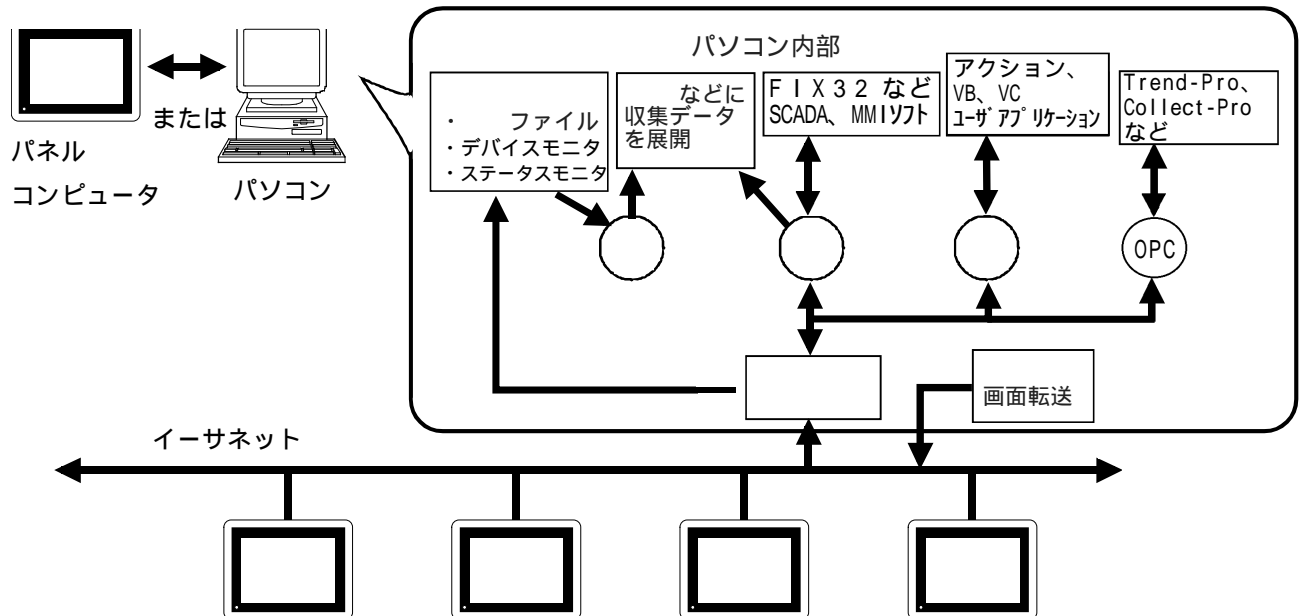 パソコン内部
または
パネル
コンピュータ
パソコン
・ ファイル
・デバイスモニタ
・ステータスモニタ
などに
収集データ
を展開
FIX32 など
SCADA、MMIソフト
アクション、
VB、VC
ユーザアプリケーション
Trend-Pro、
Collect-Pro
など
OPC
画面転送
イーサネット